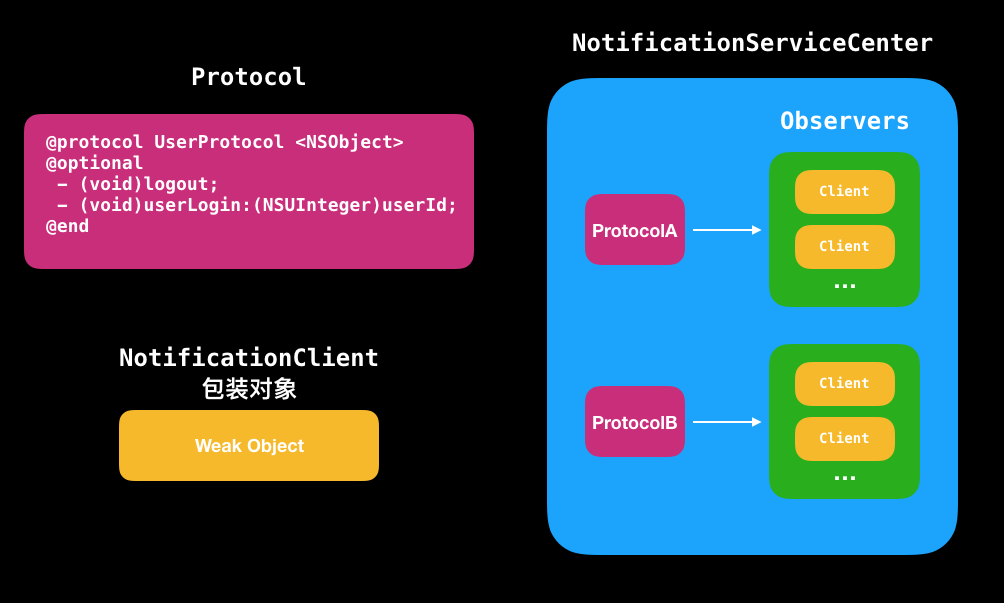 Protocol
@protocol UserProtocol <NSObject>
@optional
- (void)logout;
- (void)userLogin:(NSUInteger)userId;
@end
NotificationClient
包装对象
Weak Object
NotificationServiceCenter
Observers
ProtocolA
Client
Client
...
ProtocolB
Client
Client
...